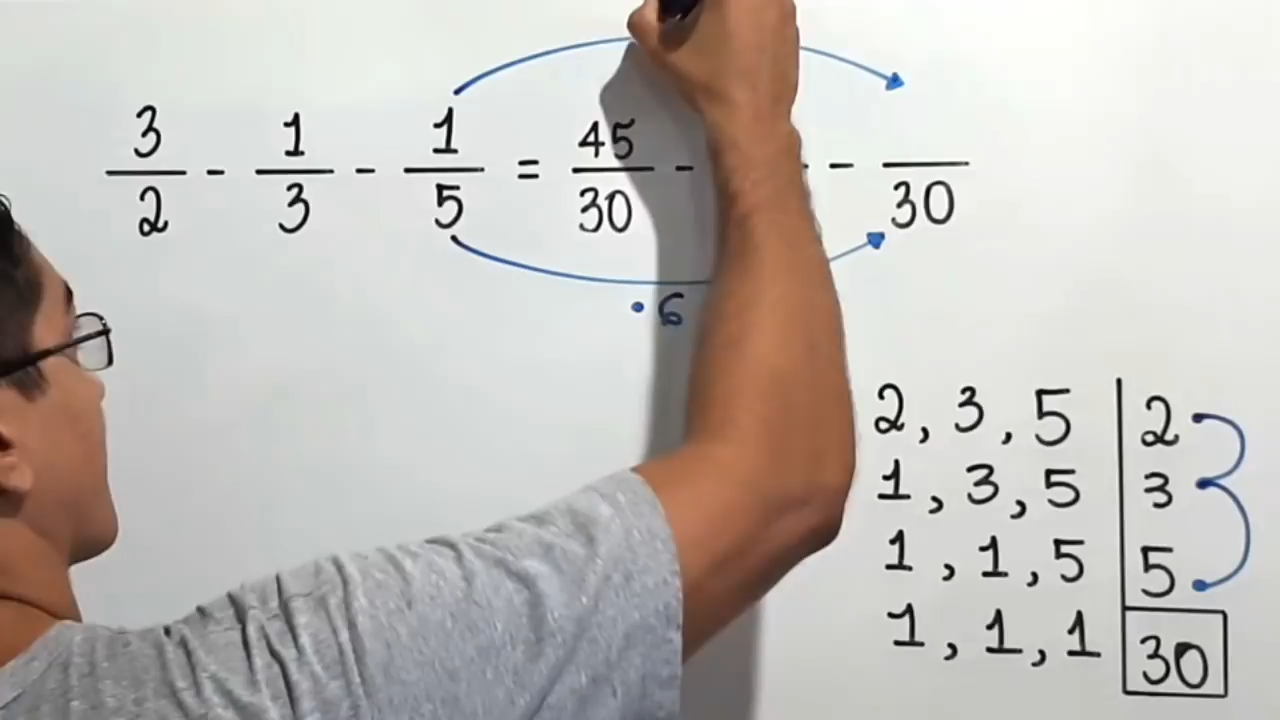 3/2 - 1/3 - 1/5 = 45/30 - - /30
· 6
2, 3, 5 | 2
1, 3, 5 | 3
1, 1, 5 | 5
1, 1, 1 | 30